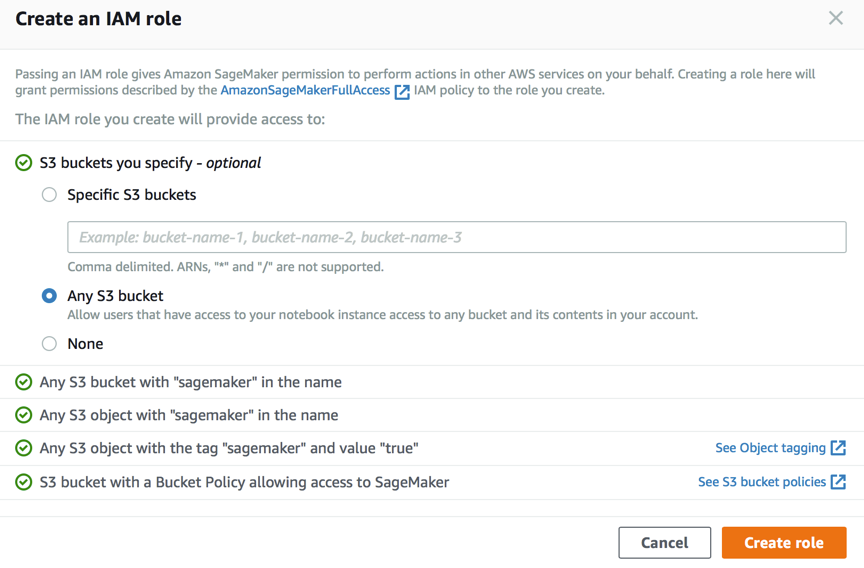 Create an IAM role
Passing an IAM role gives Amazon SageMaker permission to perform actions in other AWS services on your behalf. Creating a role here will
grant permissions described by the AmazonSageMakerFullAccess IAM policy to the role you create.
The IAM role you create will provide access to:
S3 buckets you specify - optional
Specific S3 buckets
Example: bucket-name-1, bucket-name-2, bucket-name-3
Comma delimited. ARNs, "*" and "/" are not supported.
Any S3 bucket
Allow users that have access to your notebook instance access to any bucket and its contents in your account.
None
Any S3 bucket with "sagemaker" in the name
Any S3 object with "sagemaker" in the name
Any S3 object with the tag "sagemaker" and value "true" See Object tagging
S3 bucket with a Bucket Policy allowing access to SageMaker See S3 bucket policies
Cancel Create role